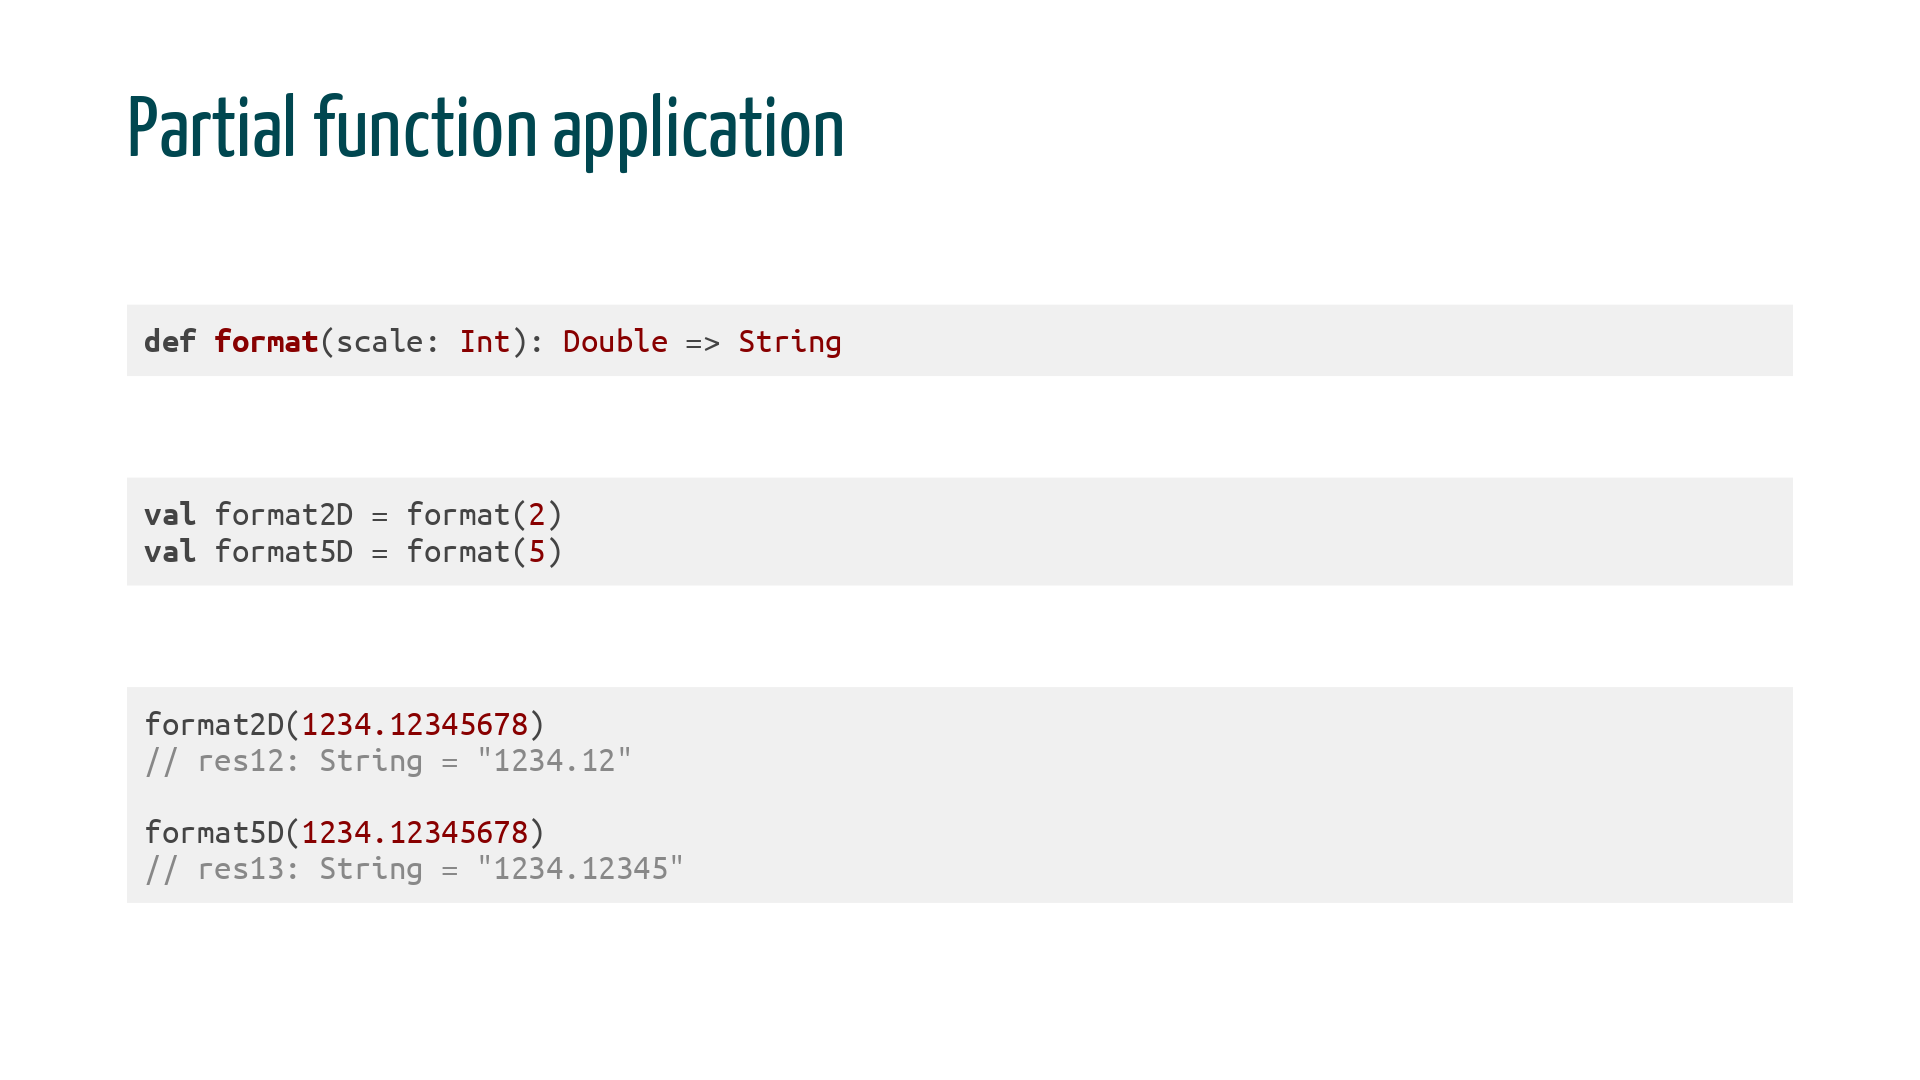 Partial function application
def format(scale: Int): Double => String
val format2D = format(2)
val format5D = format(5)
format2D(1234.12345678)
// res12: String = "1234.12"
format5D(1234.12345678)
// res13: String = "1234.12345"